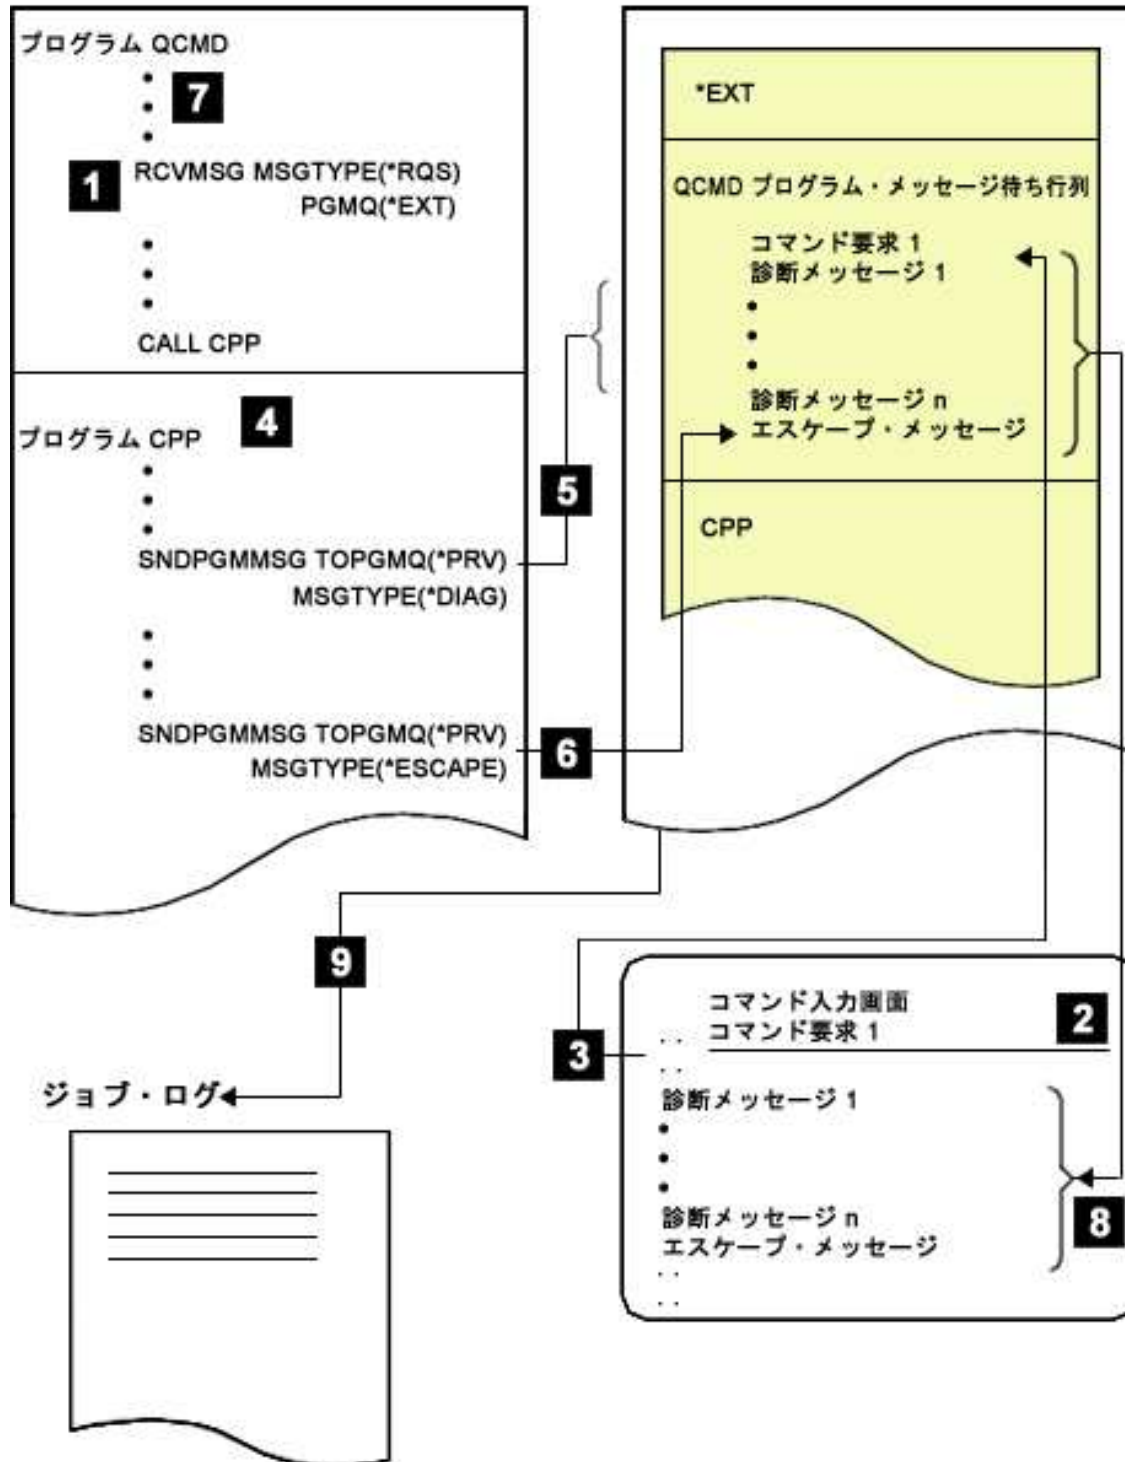 プログラム QCMD
7
1
RCVMSG MSGTYPE(*RQS)
PGMQ(*EXT)
CALL CPP
4
プログラム CPP
5
SNDPGMMSG TOPGMQ(*PRV)
MSGTYPE(*DIAG)
SNDPGMMSG TOPGMQ(*PRV)
MSGTYPE(*ESCAPE)
6
*EXT
QCMD プログラム・メッセージ待ち行列
コマンド要求 1
診断メッセージ 1
診断メッセージ n
エスケープ・メッセージ
CPP
9
ジョブ・ログ
3
コマンド入力画面
コマンド要求 1
2
診断メッセージ 1
診断メッセージ n
エスケープ・メッセージ
8